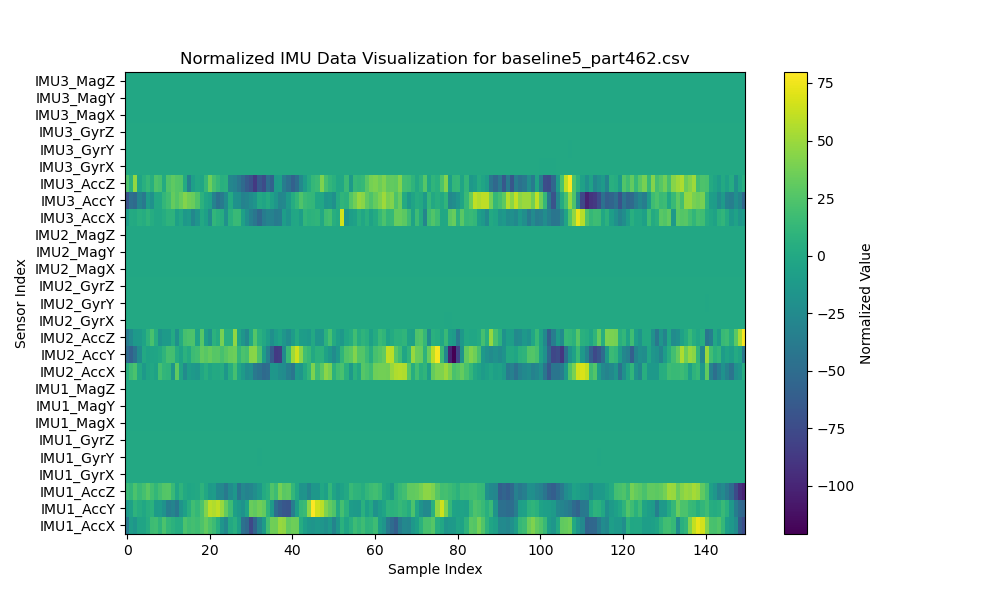 Normalized IMU Data Visualization for baseline5_part462.csv
IMU3_MagZ
IMU3_MagY
IMU3_MagX
IMU3_GyrZ
IMU3_GyrY
IMU3_GyrX
IMU3_AccZ
IMU3_AccY
IMU3_AccX
IMU2_MagZ
IMU2_MagY
IMU2_MagX
IMU2_GyrZ
IMU2_GyrY
IMU2_GyrX
IMU2_AccZ
IMU2_AccY
IMU2_AccX
IMU1_MagZ
IMU1_MagY
IMU1_MagX
IMU1_GyrZ
IMU1_GyrY
IMU1_GyrX
IMU1_AccZ
IMU1_AccY
IMU1_AccX
Sensor Index
0 20 40 60 80 100 120 140
Sample Index
75
50
25
0
−25
−50
−75
−100
Normalized Value